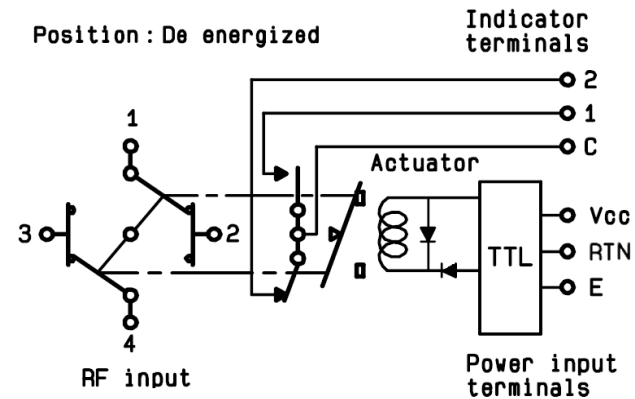 Position : De energized
Indicator
terminals
2
1
C
1
Actuator
3
2
Vcc
TTL
RTN
E
4
RF input
Power input
terminals